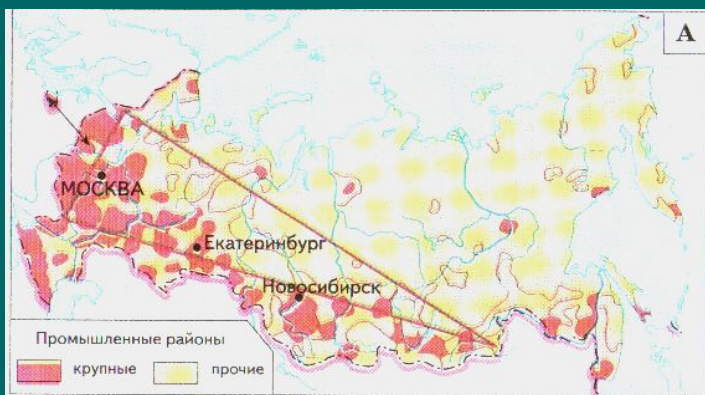 А
МОСКВА
Екатеринбург
Новосибирск
Промышленные районы
крупные
прочие